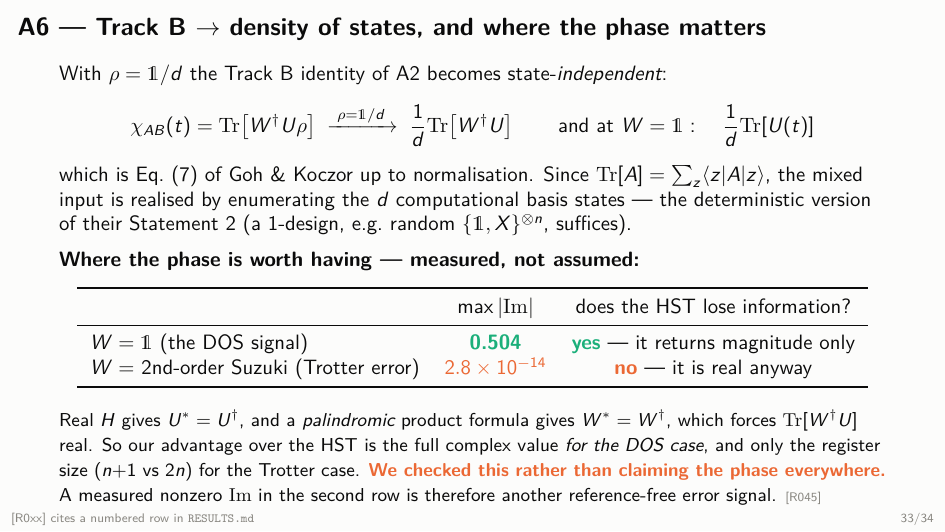 A6 — Track B → density of states, and where the phase matters
With ρ = 𝟙/d the Track B identity of A2 becomes state-independent:
χ_AB(t) = Tr[W†Uρ] —ρ=𝟙/d→ 1/d Tr[W†U] and at W = 𝟙 : 1/d Tr[U(t)]
which is Eq. (7) of Goh & Koczor up to normalisation. Since Tr[A] = ∑_z⟨z|A|z⟩, the mixed
input is realised by enumerating the d computational basis states — the deterministic version
of their Statement 2 (a 1-design, e.g. random {𝟙, X}^⊗n, suffices).
Where the phase is worth having — measured, not assumed:
max |Im| does the HST lose information?
W = 𝟙 (the DOS signal) 0.504 yes — it returns magnitude only
W = 2nd-order Suzuki (Trotter error) 2.8 × 10⁻¹⁴ no — it is real anyway
Real H gives U* = U†, and a palindromic product formula gives W* = W†, which forces Tr[W†U]
real. So our advantage over the HST is the full complex value for the DOS case, and only the register
size (n+1 vs 2n) for the Trotter case. We checked this rather than claiming the phase everywhere.
A measured nonzero Im in the second row is therefore another reference-free error signal. [R045]
[R0xx] cites a numbered row in RESULTS.md 33/34